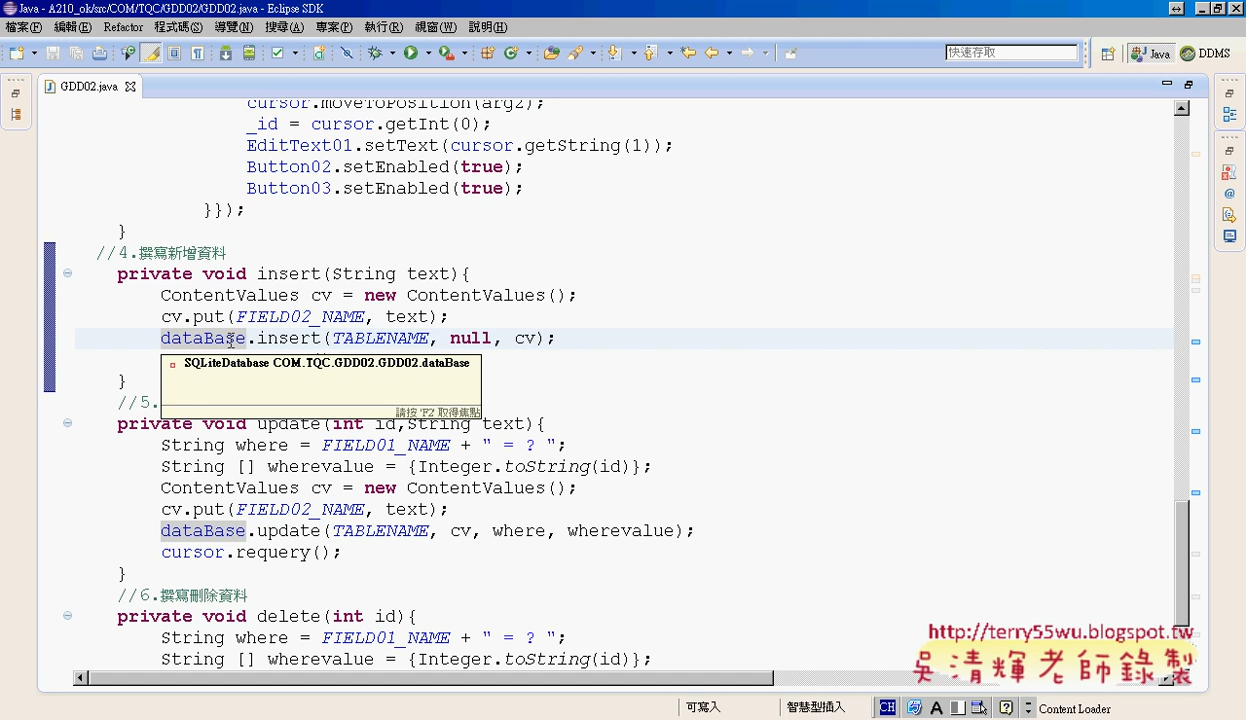 Java - A210_ok/src/COM/TQC/GDD02/GDD02.java - Eclipse SDK
檔案(F) 編輯(E) Refactor 程式碼(S) 導覽(N) 搜尋(A) 專案(P) 執行(R) 視窗(W) 說明(H)
快速存取 Java DDMS
GDD02.java
cursor.moveToPosition(arg2);
_id = cursor.getInt(0);
EditText01.setText(cursor.getString(1));
Button02.setEnabled(true);
Button03.setEnabled(true);
}});
}
//4.撰寫新增資料
private void insert(String text){
ContentValues cv = new ContentValues();
cv.put(FIELD02_NAME, text);
dataBase.insert(TABLENAME, null, cv);
SQLiteDatabase COM.TQC.GDD02.GDD02.dataBase
}
請按 'F2' 取得焦點
//5.
private void update(int id,String text){
String where = FIELD01_NAME + " = ? ";
String [] wherevalue = {Integer.toString(id)};
ContentValues cv = new ContentValues();
cv.put(FIELD02_NAME, text);
dataBase.update(TABLENAME, cv, where, wherevalue);
cursor.requery();
}
//6.撰寫刪除資料
private void delete(int id){
String where = FIELD01_NAME + " = ? ";
String [] wherevalue = {Integer.toString(id)};
http://terry55wu.blogspot.tw
吳清輝老師錄製
可寫入 智慧型插入 CH A Content Loader